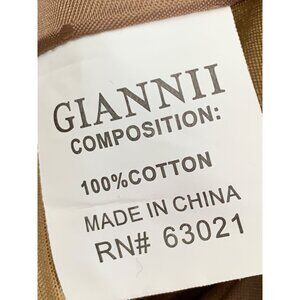 GIANNII
COMPOSITION:
100%COTTON
MADE IN CHINA
RN# 63021